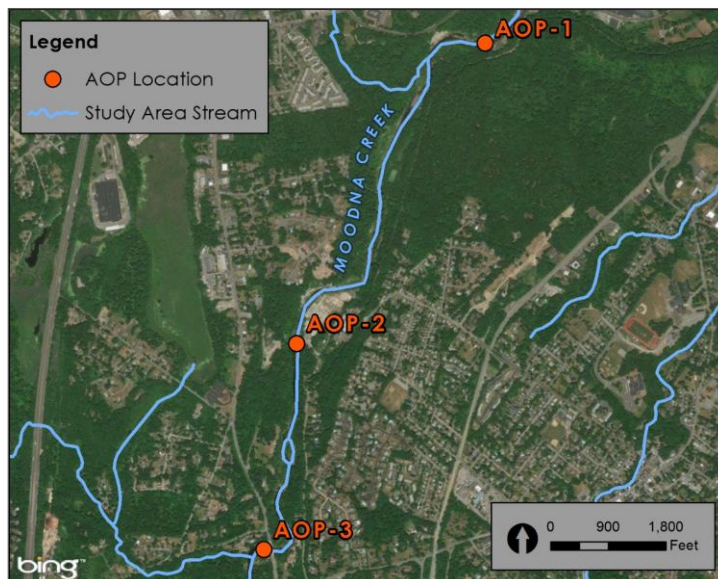 Legend
AOP Location
Study Area Stream
AOP-1
MOODNA CREEK
AOP-2
AOP-3
0 900 1,800
Feet
bing™